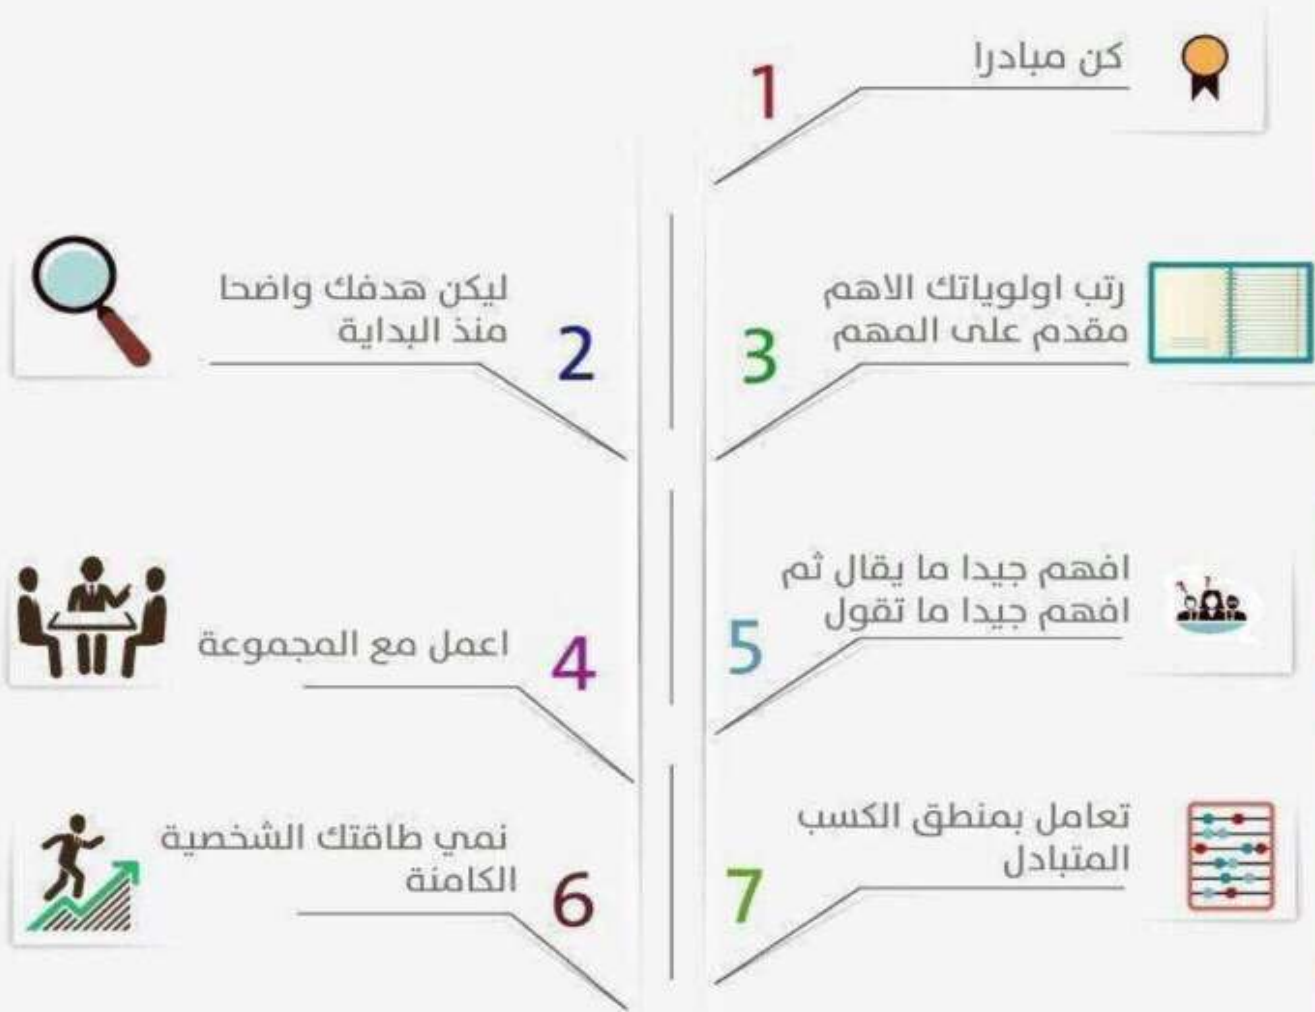 1
كن مبادرا
2
ليكن هدفك واضحا
منذ البداية
3
رتب اولوياتك الاهم
مقدم على المهم
4
اعمل مع المجموعة
5
افهم جيدا ما يقال ثم
افهم جيدا ما تقول
6
نمي طاقتك الشخصية
الكامنة
7
تعامل بمنطق الكسب
المتبادل